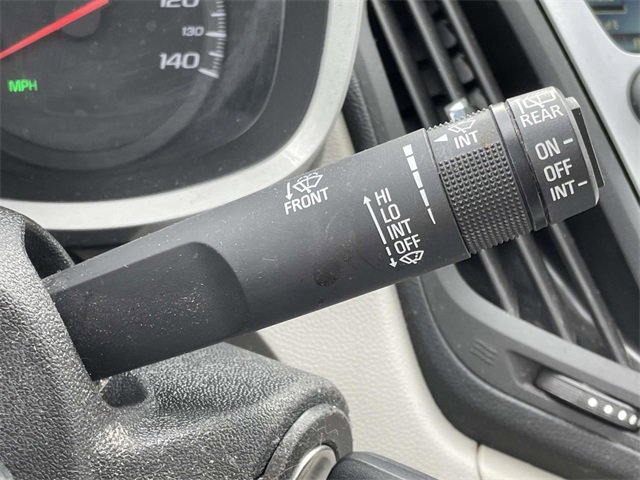 120
130
140
MPH
FRONT
HI
LO
INT
OFF
INT
REAR
ON
OFF
INT